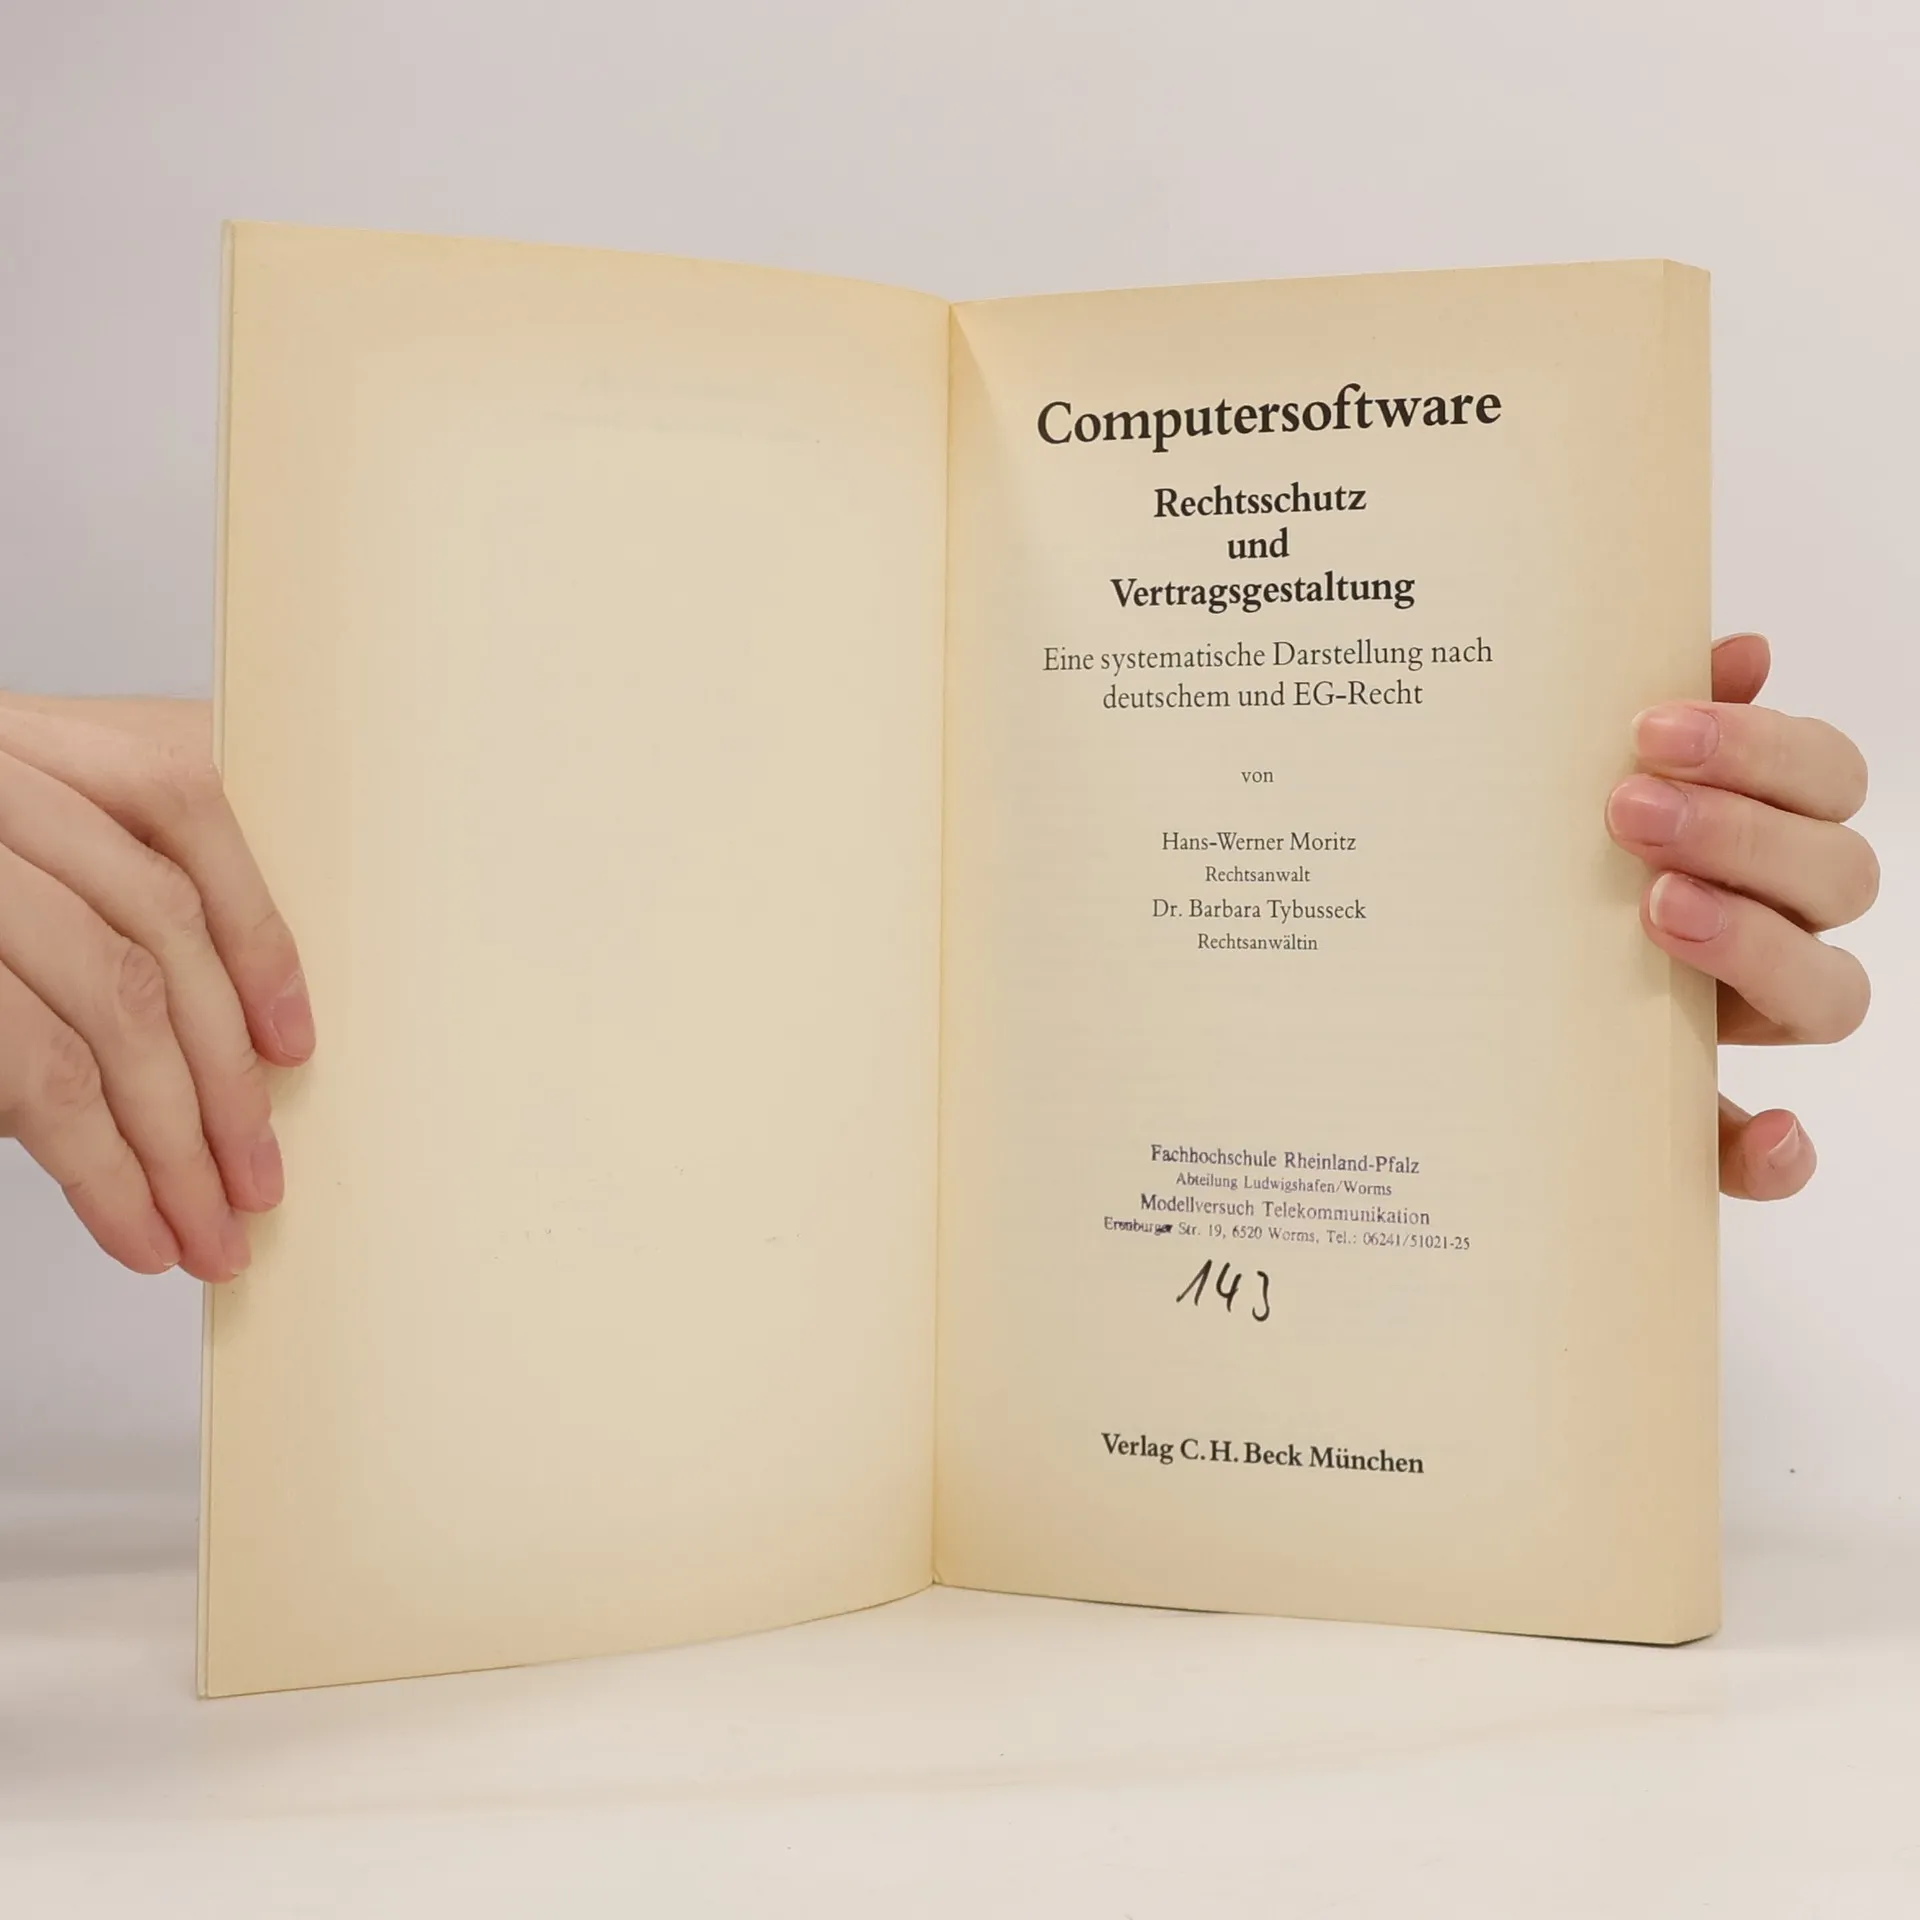 Computersoftware
Rechtsschutz
und
Vertragsgestaltung
Eine systematische Darstellung nach
deutschem und EG-Recht
von
Hans-Werner Moritz
Rechtsanwalt
Dr. Barbara Tybusseck
Rechtsanwältin
Fachhochschule Rheinland-Pfalz
Abteilung Ludwigshafen/Worms
Modellversuch Telekommunikation
Str. 19, 6520 Worms, Tel.: 06241/51021-25
143
Verlag C.H.Beck München